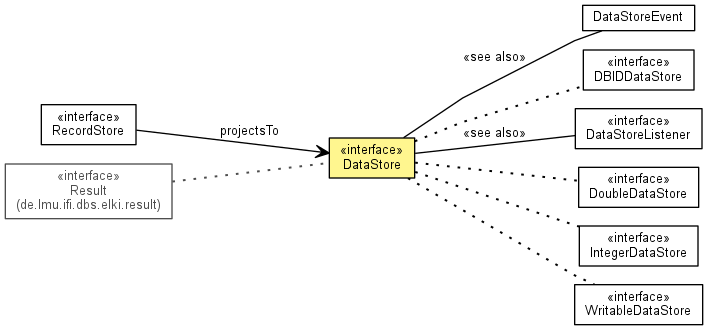 DataStoreEvent
«see also»
«interface»
DBIDDataStore
«interface»
RecordStore
projectsTo
«see also»
«interface»
DataStoreListener
«interface»
DataStore
«interface»
Result
(de.lmu.ifi.dbs.elki.result)
«interface»
DoubleDataStore
«interface»
IntegerDataStore
«interface»
WritableDataStore